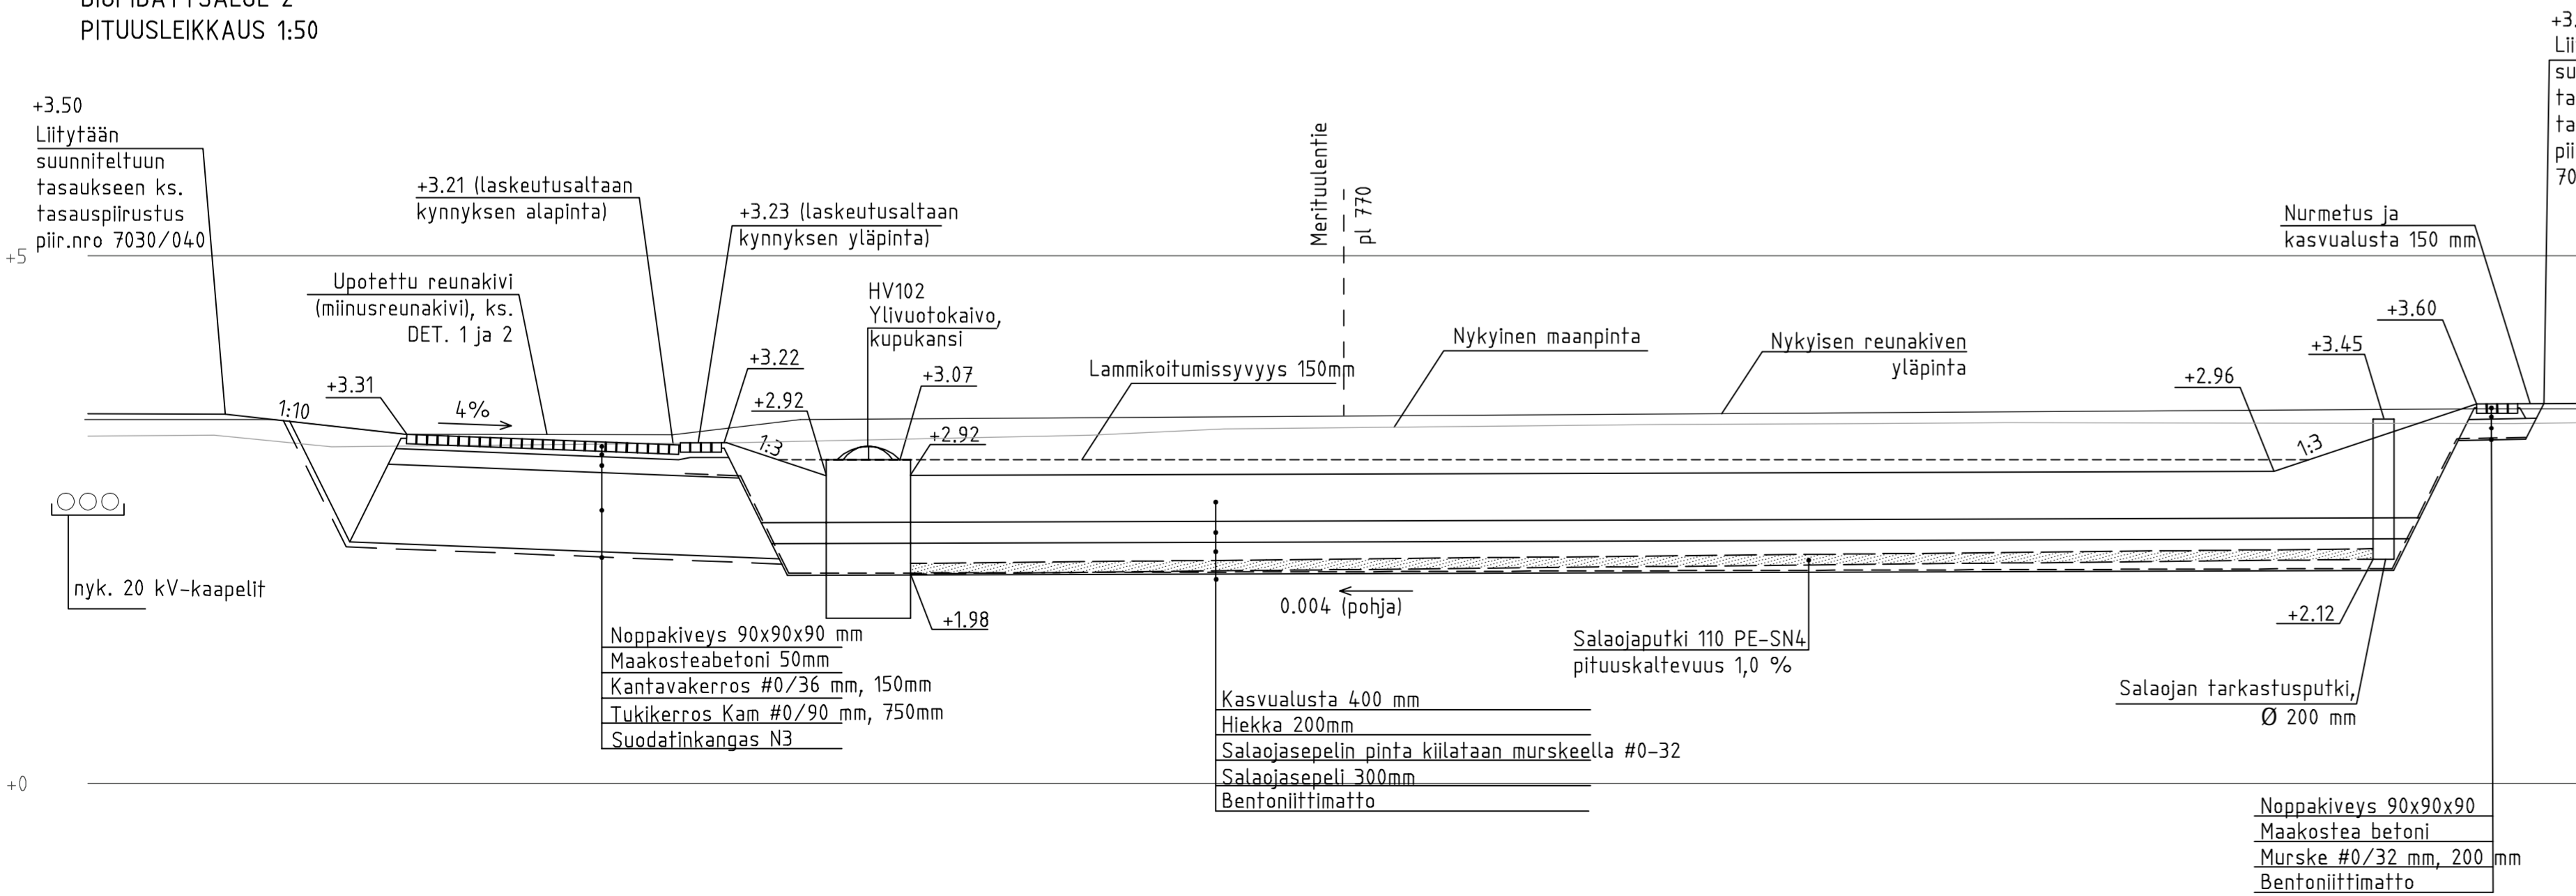 PITUUSLEIKKAUS 1:50
+3.50
Liitytään
suunniteltuun
tasaukseen ks.
tasauspiirustus
piir.nro 7030/040
+5
+3.21 (laskeutusaltaan
kynnyksen alapinta)
+3.23 (laskeutusaltaan
kynnyksen yläpinta)
Upotettu reunakivi
(miinusreunakivi), ks.
DET. 1 ja 2
HV102
Ylivuotokaivo,
kupukansi
Merituulentie
pl 770
Nurmetus ja
kasvualusta 150 mm
+3.31
1:10
4%
+3.22
+2.92
1:3
+3.07
+2.92
Lammikoitumissyvyys 150mm
Nykyinen maanpinta
Nykyisen reunakiven
yläpinta
+2.96
+3.45
+3.60
1:3
nyk. 20 kV-kaapelit
+1.98
0.004 (pohja)
Salaojaputki 110 PE-SN4
pituuskaltevuus 1,0 %
+2.12
Salaojan tarkastusputki,
Ø 200 mm
Noppakiveys 90x90x90 mm
Maakosteabetoni 50mm
Kantavakerros #0/36 mm, 150mm
Tukikerros Kam #0/90 mm, 750mm
Suodatinkangas N3
Kasvualusta 400 mm
Hiekka 200mm
Salaojasepelin pinta kiilataan murskeella #0-32
Salaojasepeli 300mm
Bentoniittimatto
+0
Noppakiveys 90x90x90
Maakostea betoni
Murske #0/32 mm, 200 mm
Bentoniittimatto